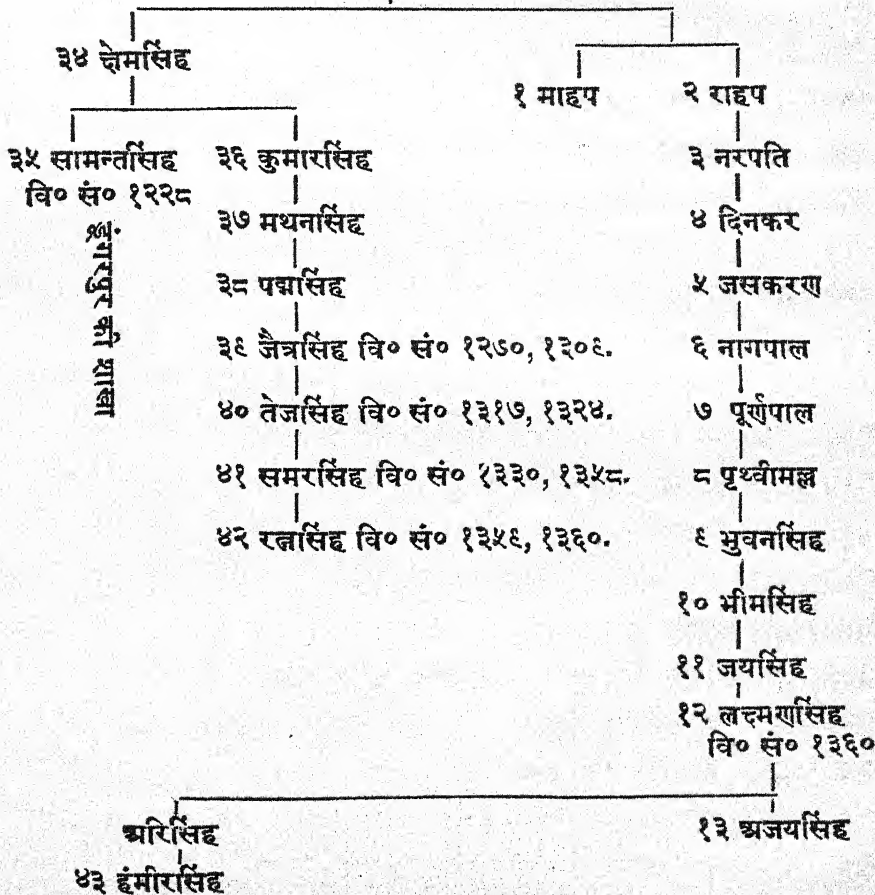 ३४ क्षेमसिंह
१ माहप २ राहप
३५ सामन्तसिंह ३६ कुमारसिंह ३ नरपति
वि० सं० १२२८
डूंगरपुर की शाखा
३७ मथनसिंह ४ दिनकर
३८ पद्मसिंह ५ जसकरण
३९ जैत्रसिंह वि० सं० १२७०, १३०९. ६ नागपाल
४० तेजसिंह वि० सं० १३१७, १३२४. ७ पूर्णपाल
४१ समरसिंह वि० सं० १३३०, १३५८. ८ पृथ्वीमल्ल
४२ रत्नसिंह वि० सं० १३५९, १३६०. ९ भुवनसिंह
१० भीमसिंह
११ जयसिंह
१२ लक्ष्मणसिंह
वि० सं० १३६०
अरिसिंह १३ अजयसिंह
४३ हंमीरसिंह